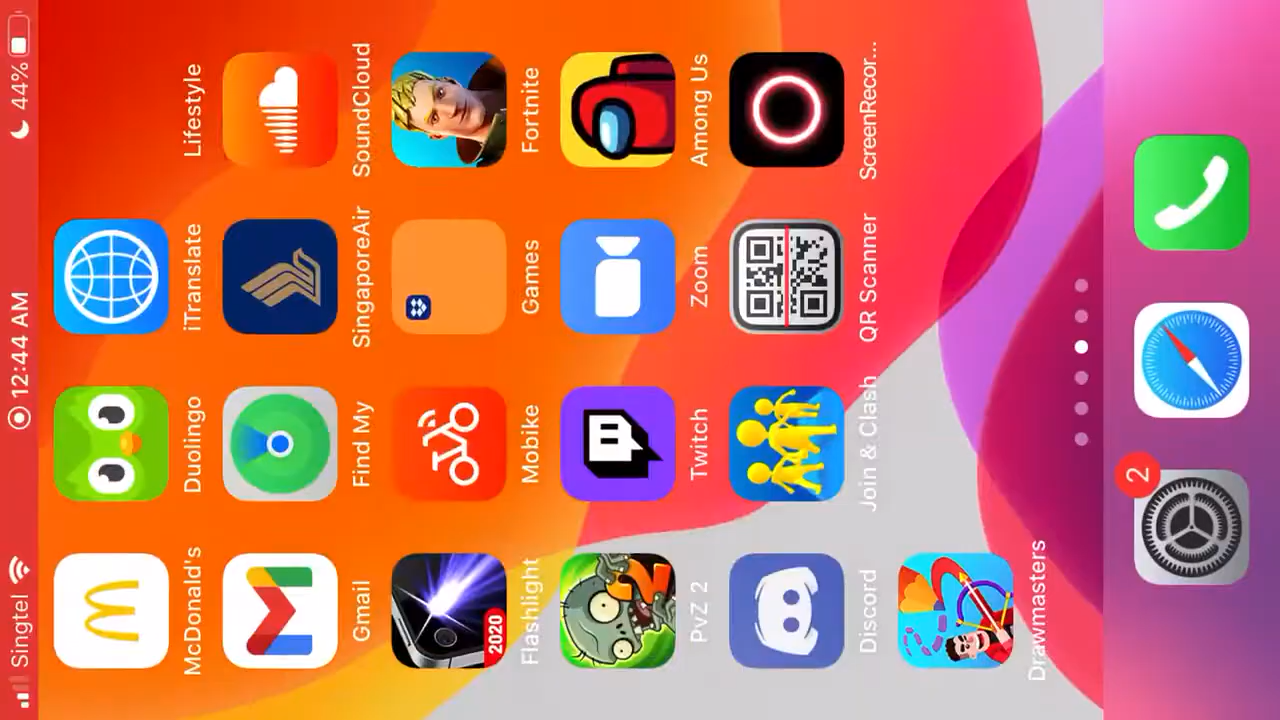 Singtel 12:44 AM 44%
McDonald's Duolingo iTranslate Lifestyle
Gmail Find My SingaporeAir SoundCloud
2020
Flashlight Mobike Games Fortnite
2
PvZ 2 Twitch Zoom Among Us
Discord Join & Clash QR Scanner ScreenRecor...
Drawmasters
2